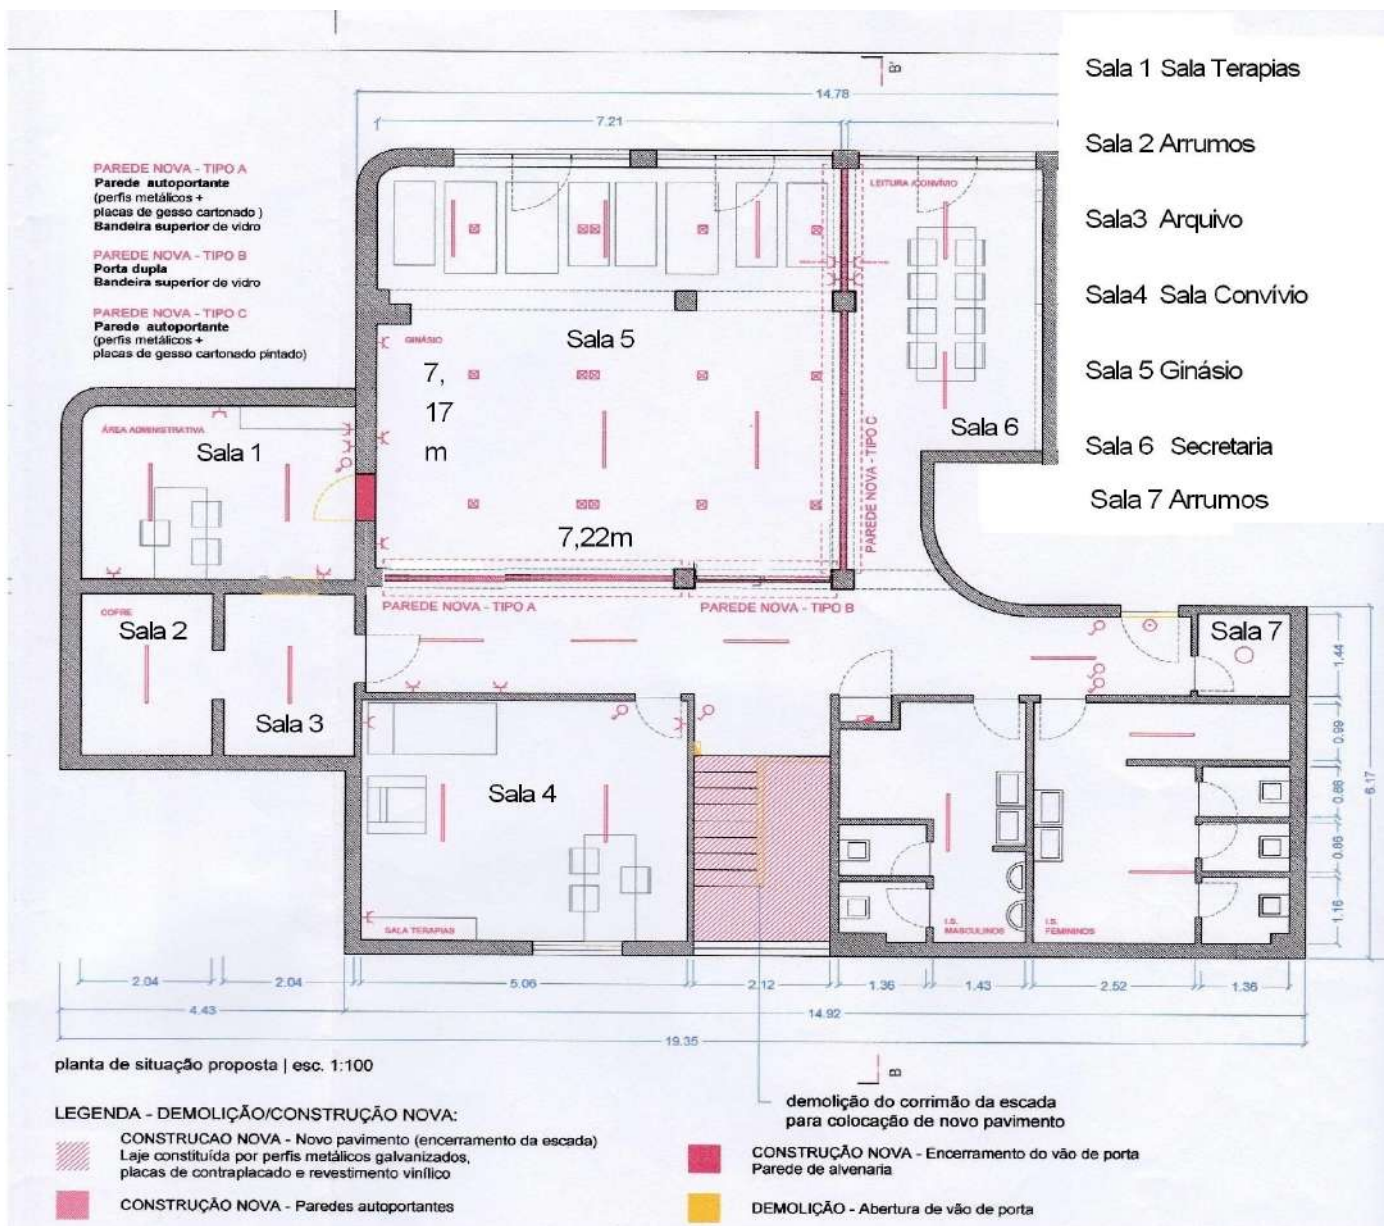 B'
Sala 1 Sala Terapias
14.78
7.21
Sala 2 Arrumos
PAREDE NOVA - TIPO A
Parede autoportante
(perfis metálicos +
placas de gesso cartonado )
Bandeira superior de vidro
LEITURA /CONVÍVIO
Sala3 Arquivo
PAREDE NOVA - TIPO B
Porta dupla
Bandeira superior de vidro
Sala4 Sala Convívio
PAREDE NOVA - TIPO C
Parede autoportante
(perfis metálicos +
placas de gesso cartonado pintado)
GINÁSIO
Sala 5
7,
17
m
Sala 5 Ginásio
ÁREA ADMINISTRATIVA
Sala 1
Sala 6
Sala 6 Secretaria
PAREDE NOVA - TIPO C
Sala 7 Arrumos
7,22m
PAREDE NOVA - TIPO A
PAREDE NOVA - TIPO B
COFRE
Sala 2
Sala 7
1.44
Sala 3
0.99
6.17
Sala 4
0.86
0.86
1.16
SALA TERAPIAS
I.S.
MASCULINOS
I.S.
FEMININOS
2.04
2.04
5.06
2.12
1.36
1.43
2.52
1.36
4.43
14.92
19.35
planta de situação proposta | esc. 1:100
B
demolição do corrimão da escada
para colocação de novo pavimento
LEGENDA - DEMOLIÇÃO/CONSTRUÇÃO NOVA:
CONSTRUCAO NOVA - Novo pavimento (encerramento da escada)
Laje constituída por perfis metálicos galvanizados,
placas de contraplacado e revestimento vinílico
CONSTRUÇÃO NOVA - Encerramento do vão de porta
Parede de alvenaria
CONSTRUÇÃO NOVA - Paredes autoportantes
DEMOLIÇÃO - Abertura de vão de porta